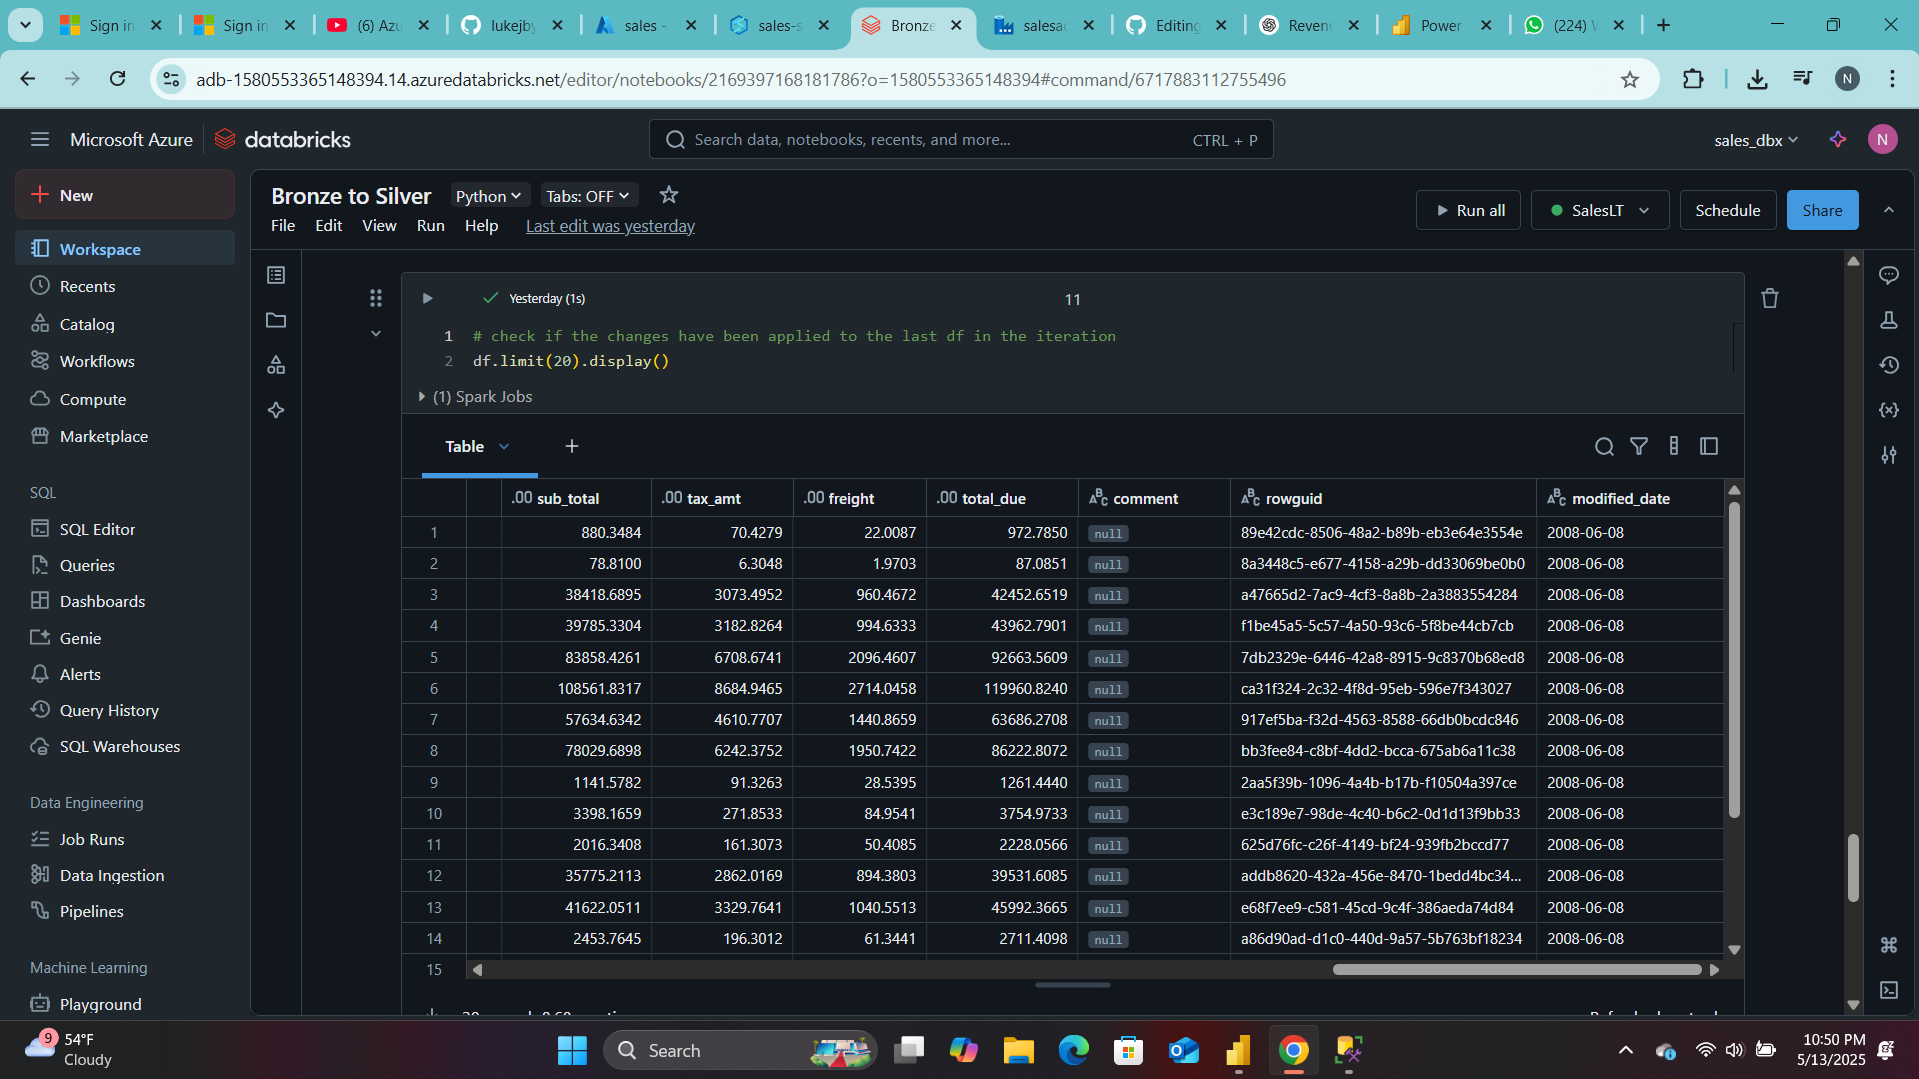 Sign in
Sign in
(6) Azu
lukejby
sales -
sales-s
Bronze
salesac
Editing
Revenu
Power
(224) W
adb-1580553365148394.14.azuredatabricks.net/editor/notebooks/2169397168181786?o=1580553365148394#command/6717883112755496
N
Microsoft Azure databricks
Search data, notebooks, recents, and more... CTRL + P
sales_dbx N
New
Workspace
Recents
Catalog
Workflows
Compute
Marketplace
SQL
SQL Editor
Queries
Dashboards
Genie
Alerts
Query History
SQL Warehouses
Data Engineering
Job Runs
Data Ingestion
Pipelines
Machine Learning
Playground
Bronze to Silver Python Tabs: OFF
File Edit View Run Help Last edit was yesterday
Run all SalesLT Schedule Share
Yesterday (1s) 11
1 # check if the changes have been applied to the last df in the iteration
2 df.limit(20).display()
(1) Spark Jobs
Table +
.00 sub_total .00 tax_amt .00 freight .00 total_due ABC comment ABC rowguid ABC modified_date
1 880.3484 70.4279 22.0087 972.7850 null 89e42cdc-8506-48a2-b89b-eb3e64e3554e 2008-06-08
2 78.8100 6.3048 1.9703 87.0851 null 8a3448c5-e677-4158-a29b-dd33069be0b0 2008-06-08
3 38418.6895 3073.4952 960.4672 42452.6519 null a47665d2-7ac9-4cf3-8a8b-2a3883554284 2008-06-08
4 39785.3304 3182.8264 994.6333 43962.7901 null f1be45a5-5c57-4a50-93c6-5f8be44cb7cb 2008-06-08
5 83858.4261 6708.6741 2096.4607 92663.5609 null 7db2329e-6446-42a8-8915-9c8370b68ed8 2008-06-08
6 108561.8317 8684.9465 2714.0458 119960.8240 null ca31f324-2c32-4f8d-95eb-596e7f343027 2008-06-08
7 57634.6342 4610.7707 1440.8659 63686.2708 null 917ef5ba-f32d-4563-8588-66db0bcdc846 2008-06-08
8 78029.6898 6242.3752 1950.7422 86222.8072 null bb3fee84-c8bf-4dd2-bcca-675ab6a11c38 2008-06-08
9 1141.5782 91.3263 28.5395 1261.4440 null 2aa5f39b-1096-4a4b-b17b-f10504a397ce 2008-06-08
10 3398.1659 271.8533 84.9541 3754.9733 null e3c189e7-98de-4c40-b6c2-0d1d13f9bb33 2008-06-08
11 2016.3408 161.3073 50.4085 2228.0566 null 625d76fc-c26f-4149-bf24-939fb2bccd77 2008-06-08
12 35775.2113 2862.0169 894.3803 39531.6085 null addb8620-432a-456e-8470-1bedd4bc34... 2008-06-08
13 41622.0511 3329.7641 1040.5513 45992.3665 null e68f7ee9-c581-45cd-9c4f-386aeda74d84 2008-06-08
14 2453.7645 196.3012 61.3441 2711.4098 null a86d90ad-d1c0-440d-9a57-5b763bf18234 2008-06-08
15
9 54°F
Cloudy
Search
10:50 PM
5/13/2025